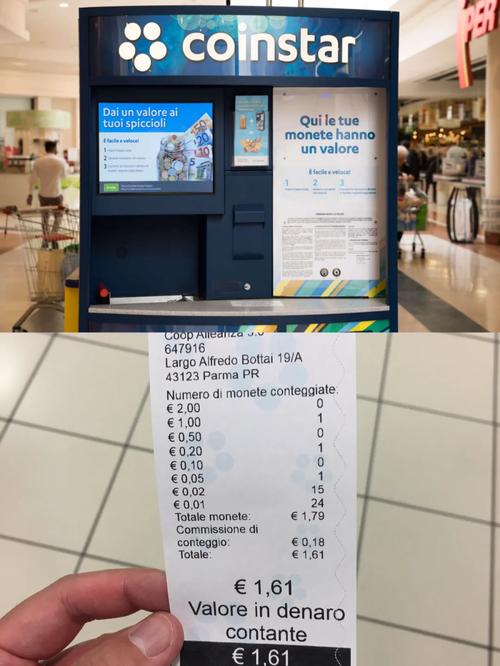 coinstar
Dai un valore ai
tuoi spiccioli
È facile e veloce!
1
2
3
Qui le tue
monete hanno
un valore
È facile e veloce!
1 2 3
PER
Coop Alleanza 3.0
647916
Largo Alfredo Bottai 19/A
43123 Parma PR
Numero di monete conteggiate:
€ 2,00 0
€ 1,00 1
€ 0,50 0
€ 0,20 1
€ 0,10 0
€ 0,05 1
€ 0,02 15
€ 0,01 24
Totale monete: € 1,79
Commissione di
conteggio: € 0,18
Totale: € 1,61
€ 1,61
Valore in denaro
contante
€ 1,61